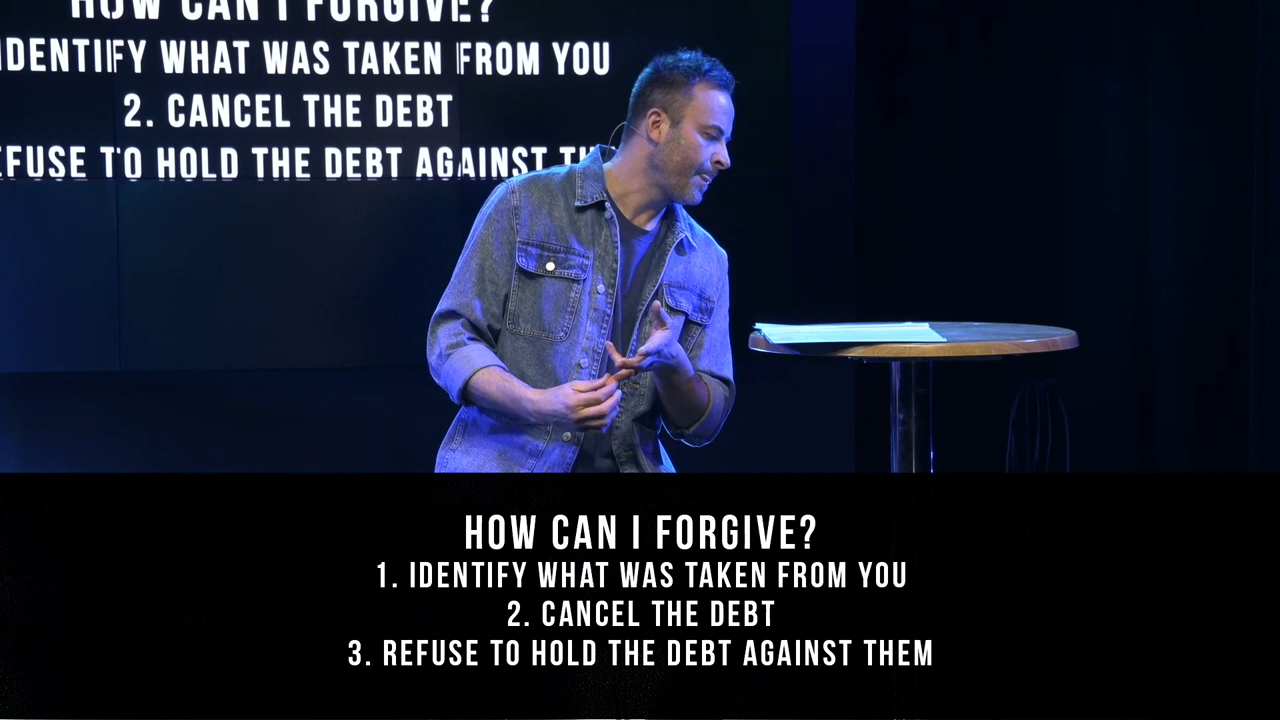 HOW CAN I FORGIVE?
IDENTIFY WHAT WAS TAKEN FROM YOU
2. CANCEL THE DEBT
EFUSE TO HOLD THE DEBT AGAINST
HOW CAN I FORGIVE?
1. IDENTIFY WHAT WAS TAKEN FROM YOU
2. CANCEL THE DEBT
3. REFUSE TO HOLD THE DEBT AGAINST THEM